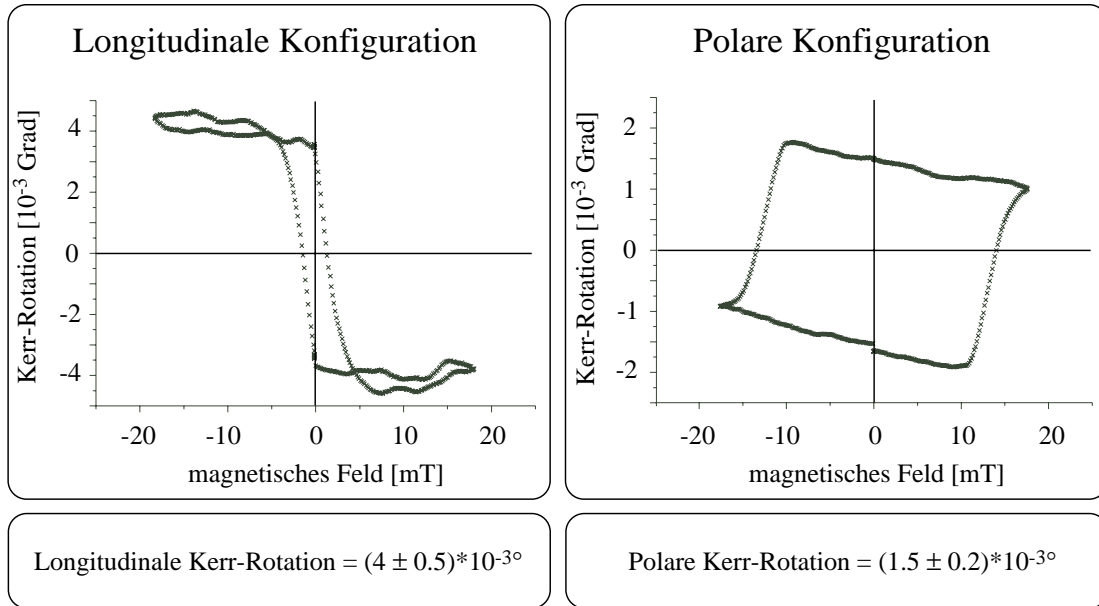 Longitudinale Konfiguration
Kerr-Rotation [10⁻³ Grad]
4
2
0
-2
-4
-20 -10 0 10 20
magnetisches Feld [mT]
Longitudinale Kerr-Rotation = (4 ± 0.5)*10⁻³°
Polare Konfiguration
Kerr-Rotation [10⁻³ Grad]
2
1
0
-1
-2
-20 -10 0 10 20
magnetisches Feld [mT]
Polare Kerr-Rotation = (1.5 ± 0.2)*10⁻³°